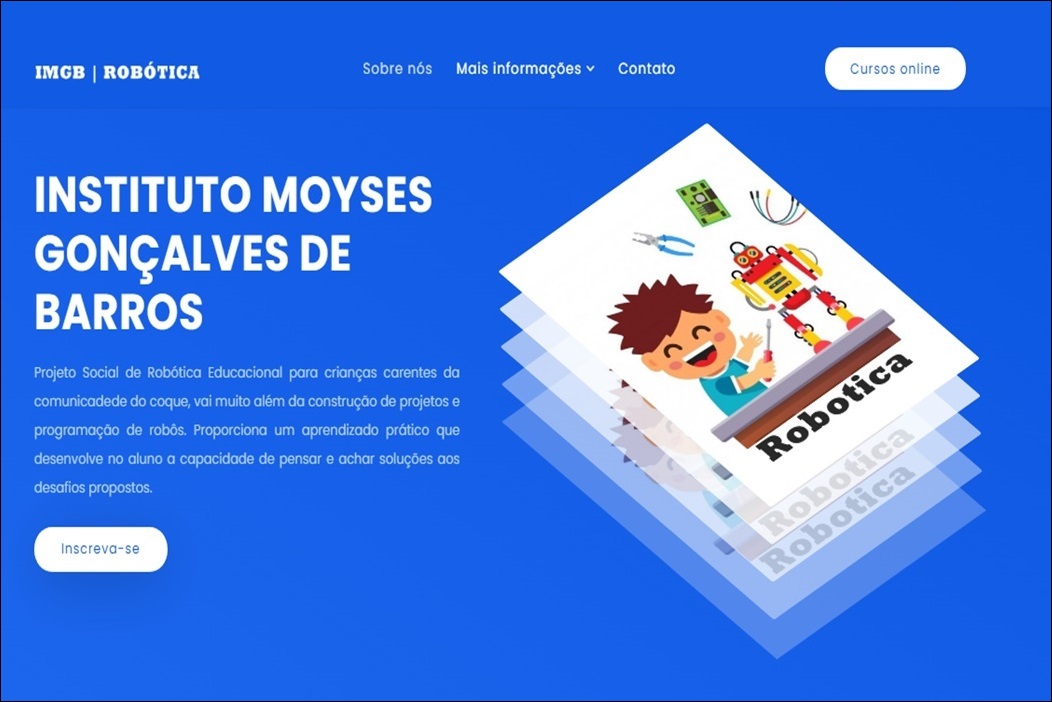 IMGB | ROBÓTICA
Sobre nós
Mais informações
Contato
Cursos online
INSTITUTO MOYSES
GONÇALVES DE
BARROS
Projeto Social de Robótica Educacional para crianças carentes da
comunicadede do coque, vai muito além da construção de projetos e
programação de robôs. Proporciona um aprendizado prático que
desenvolve no aluno a capacidade de pensar e achar soluções aos
desafios propostos.
Inscreva-se
Robotica
Robotica
Robotica